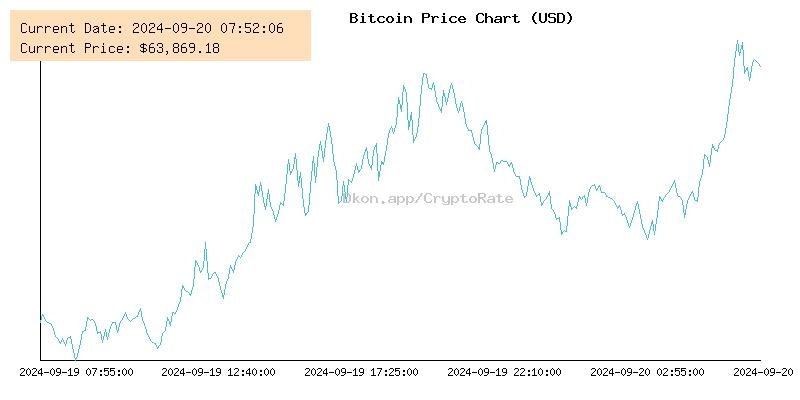 Bitcoin Price Chart (USD)
Current Date: 2024-09-20 07:52:06
Current Price: $63,869.18
0kon.app/CryptoRate
2024-09-19 07:55:00 2024-09-19 12:40:00 2024-09-19 17:25:00 2024-09-19 22:10:00 2024-09-20 02:55:00 2024-09-20